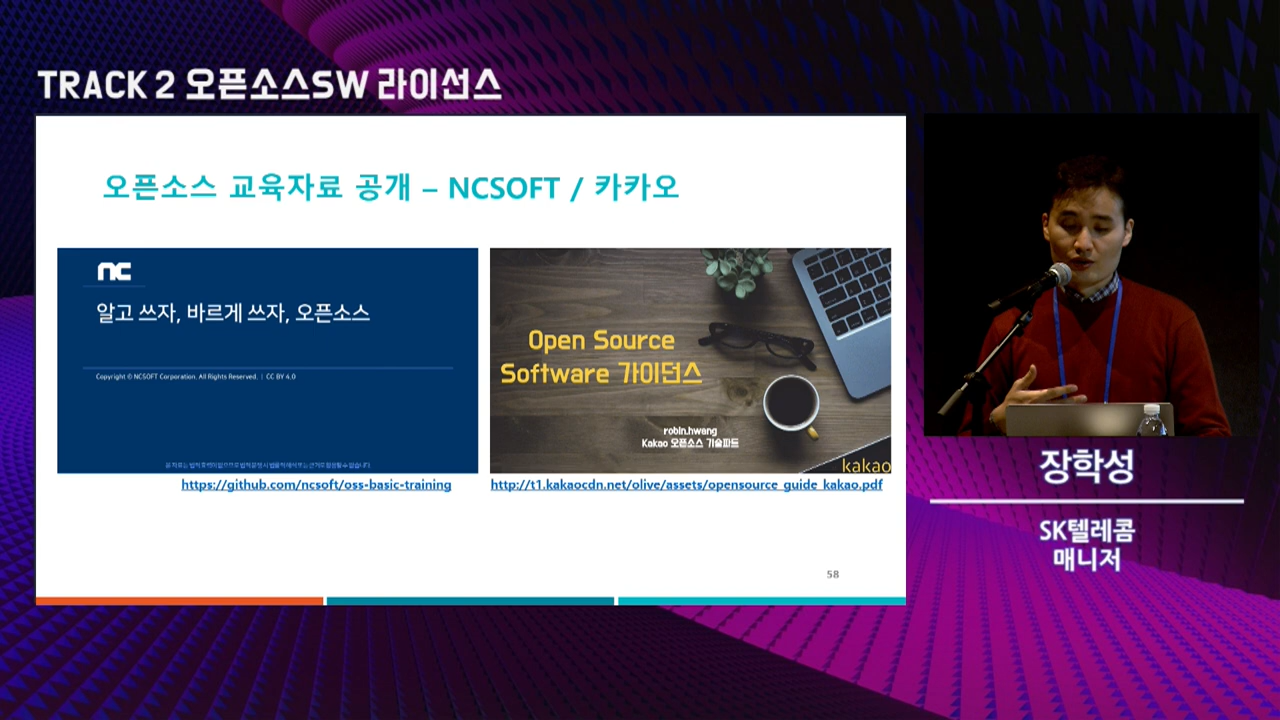 TRACK 2 오픈소스SW 라이선스
오픈소스 교육자료 공개 – NCSOFT / 카카오
nc
알고 쓰자, 바르게 쓰자, 오픈소스
Copyright © NCSOFT Corporation. All Rights Reserved. | CC BY 4.0
https://github.com/ncsoft/oss-basic-training
Open Source
Software 가이던스
robin.hwang
Kakao 오픈소스 기술파트
kakao
http://t1.kakaocdn.net/olive/assets/opensource_guide_kakao.pdf
58
장학성
SK텔레콤
매니저